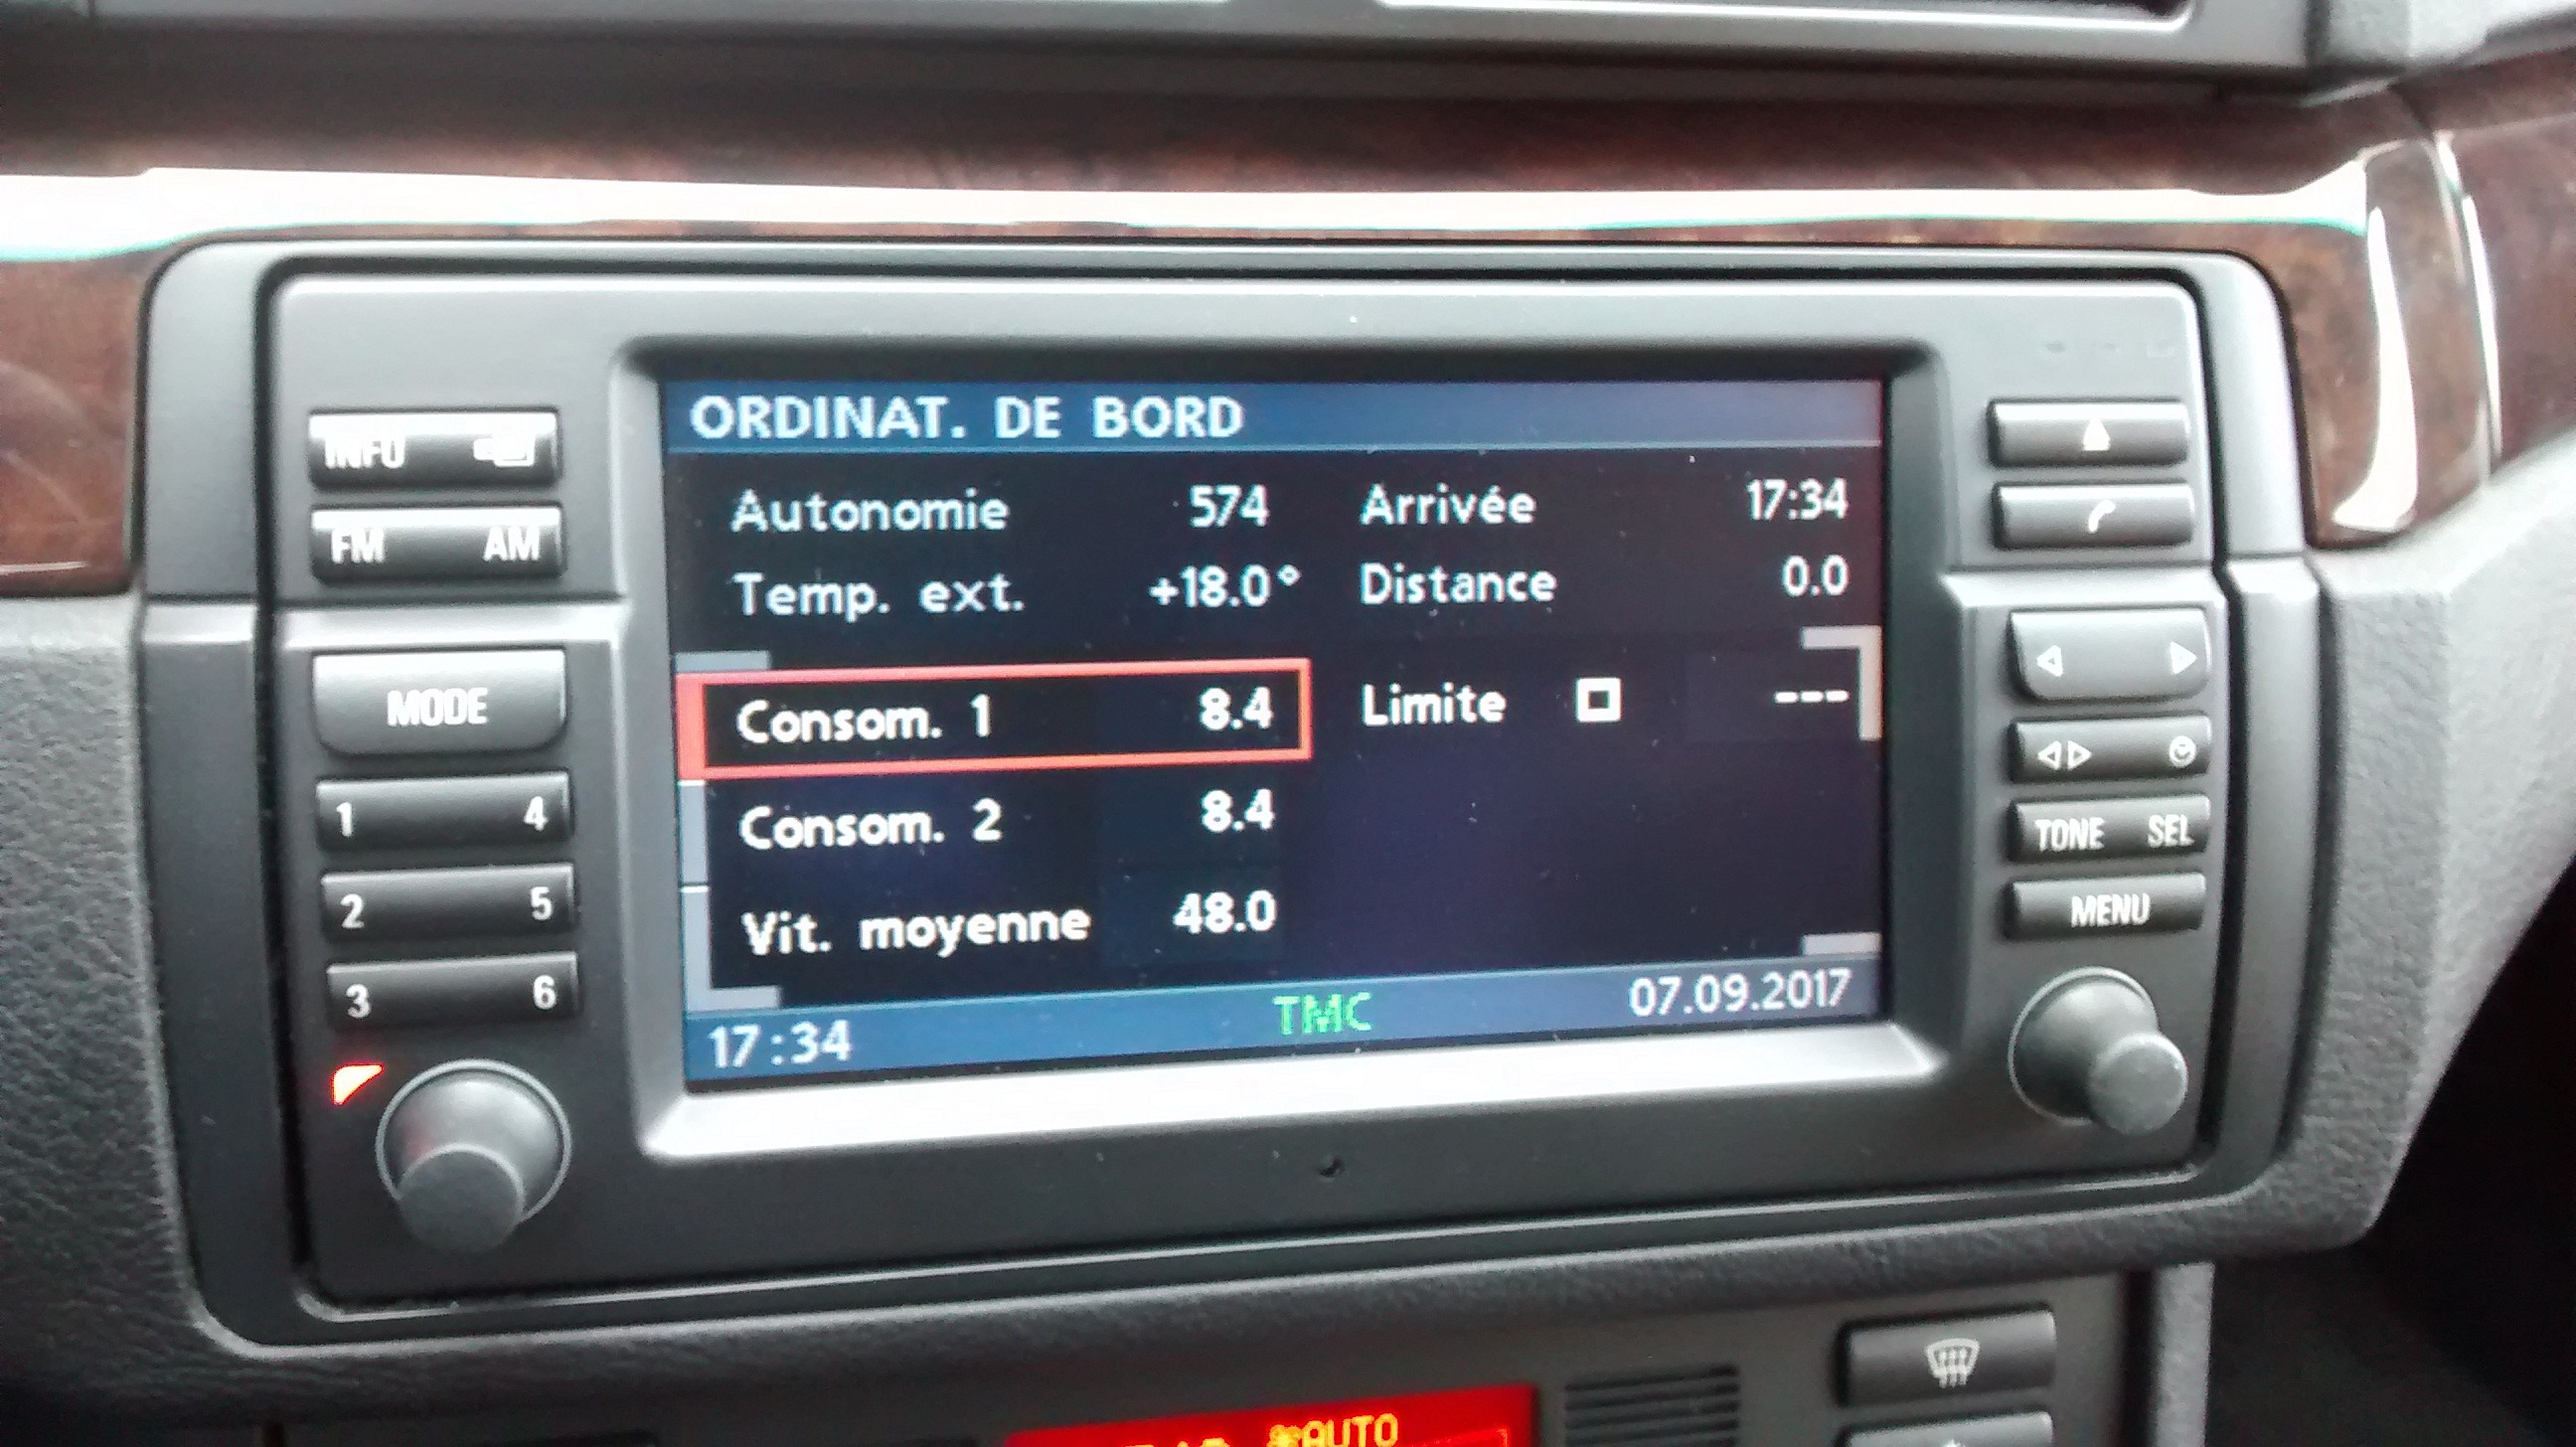 ORDINAT. DE BORD
Autonomie 574 Arrivée 17:34
Temp. ext. +18.0° Distance 0.0
Consom. 1 8.4 Limite ---
Consom. 2 8.4
Vit. moyenne 48.0
17:34 TMC 07.09.2017
INFO
FM AM
MODE
1 4
2 5
3 6
TONE SEL
MENU
AUTO